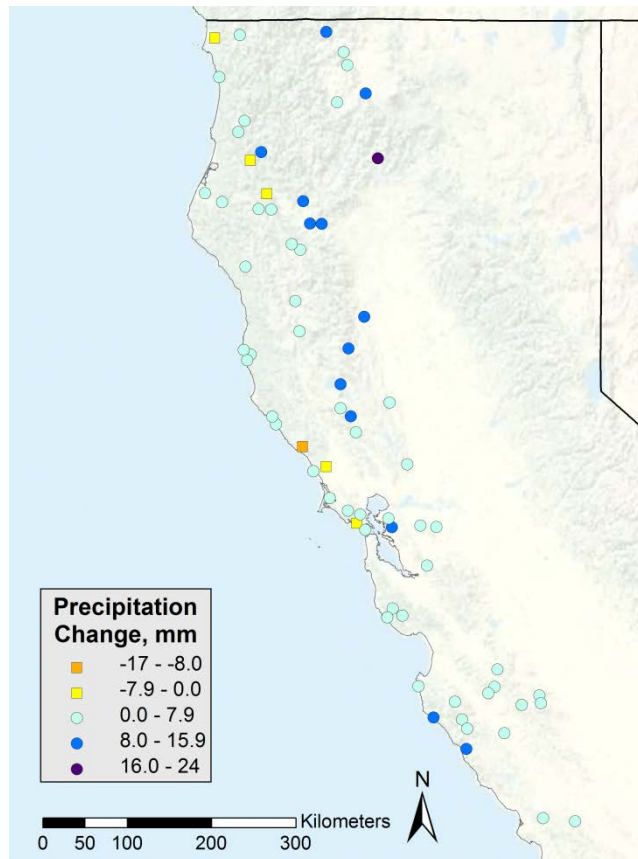 Precipitation
Change, mm
-17 - -8.0
-7.9 - 0.0
0.0 - 7.9
8.0 - 15.9
16.0 - 24
N
Kilometers
0 50 100 200 300